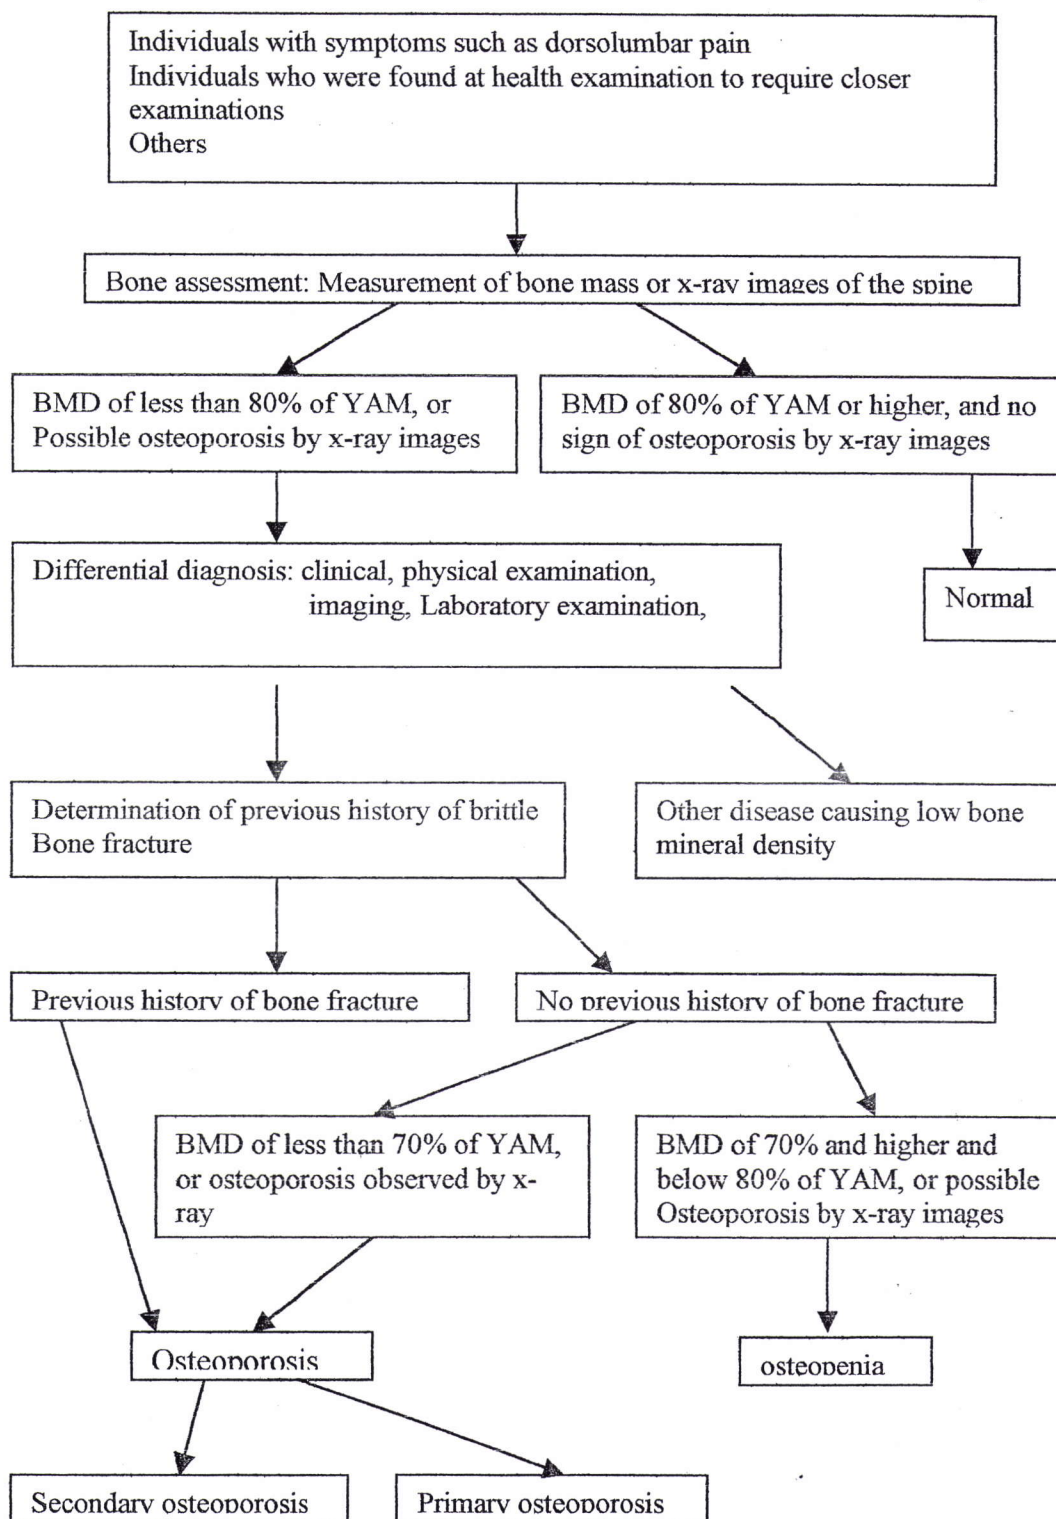 Individuals with symptoms such as dorsolumbar pain
Individuals who were found at health examination to require closer
examinations
Others
Bone assessment: Measurement of bone mass or x-ray images of the spine
BMD of less than 80% of YAM, or
Possible osteoporosis by x-ray images
BMD of 80% of YAM or higher, and no
sign of osteoporosis by x-ray images
Differential diagnosis: clinical, physical examination,
imaging, Laboratory examination,
Normal
Determination of previous history of brittle
Bone fracture
Other disease causing low bone
mineral density
Previous history of bone fracture
No previous history of bone fracture
BMD of less than 70% of YAM,
or osteoporosis observed by x-
ray
BMD of 70% and higher and
below 80% of YAM, or possible
Osteoporosis by x-ray images
Osteoporosis
osteopenia
Secondary osteoporosis
Primary osteoporosis